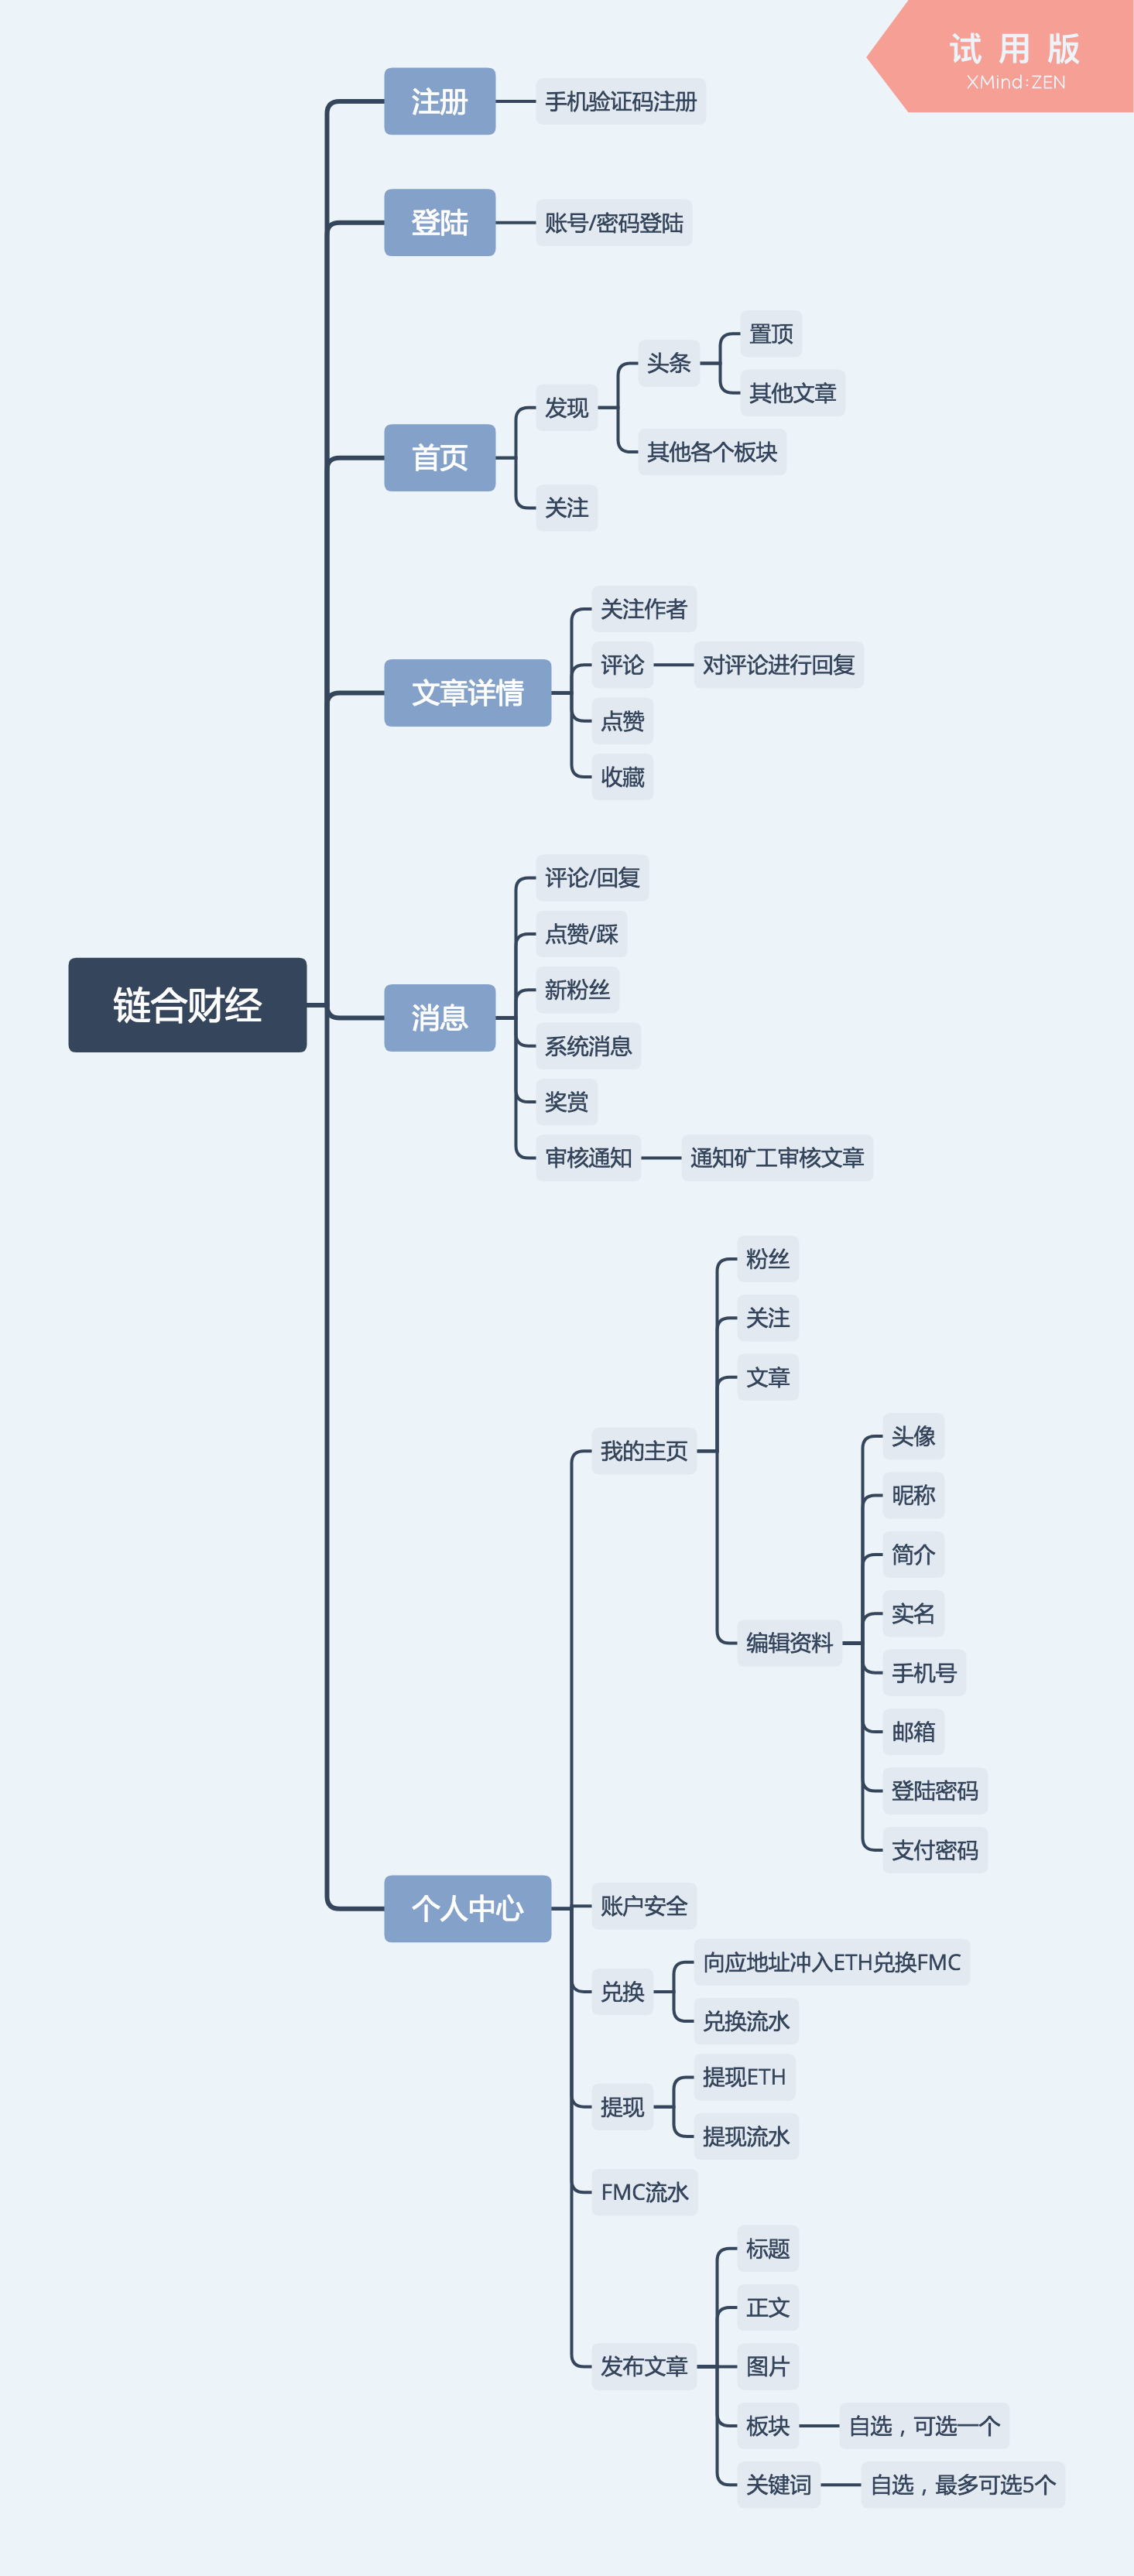 试 用 版
XMind:ZEN
注册
手机验证码注册
登陆
账号/密码登陆
置顶
头条
其他文章
发现
其他各个板块
首页
关注
关注作者
评论
对评论进行回复
文章详情
点赞
收藏
评论/回复
点赞/踩
新粉丝
链合财经
消息
系统消息
奖赏
审核通知
通知矿工审核文章
粉丝
关注
文章
我的主页
头像
昵称
简介
实名
编辑资料
手机号
邮箱
登陆密码
支付密码
个人中心
账户安全
向应地址冲入ETH兑换FMC
兑换
兑换流水
提现ETH
提现
提现流水
FMC流水
标题
正文
发布文章
图片
板块
自选，可选一个
关键词
自选，最多可选5个